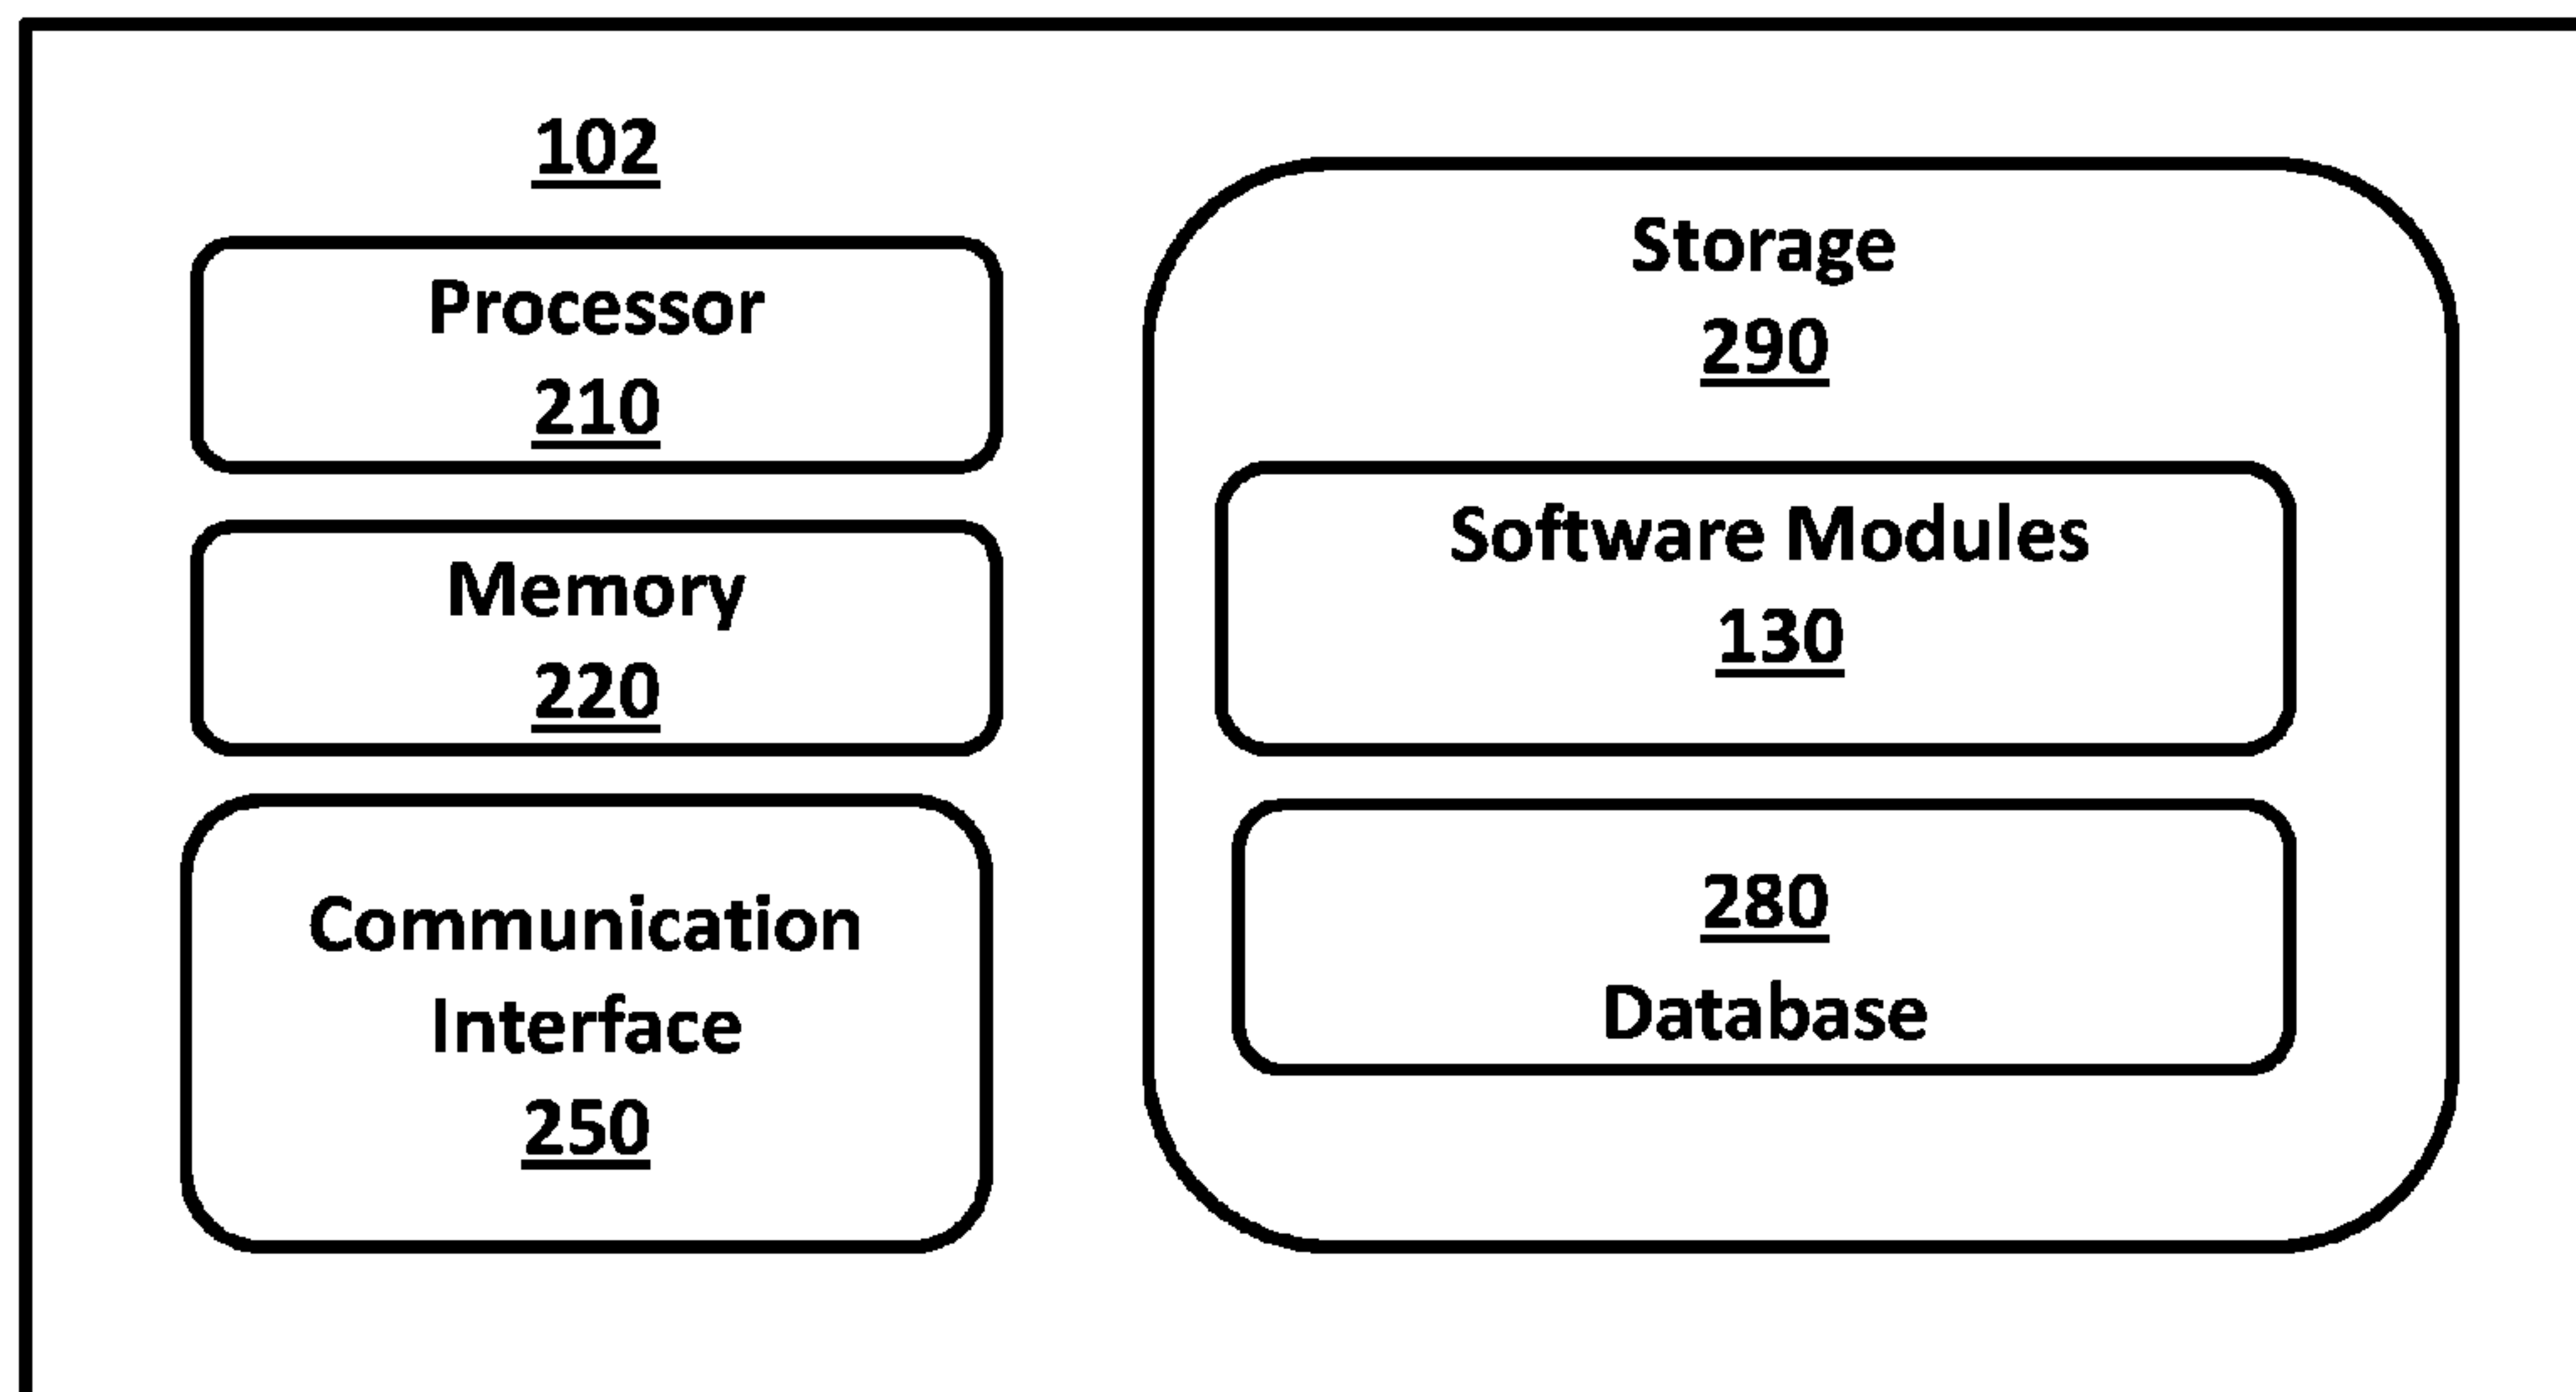 102
Processor
210
Memory
220
Communication
Interface
250
Storage
290
Software Modules
130
280
Database